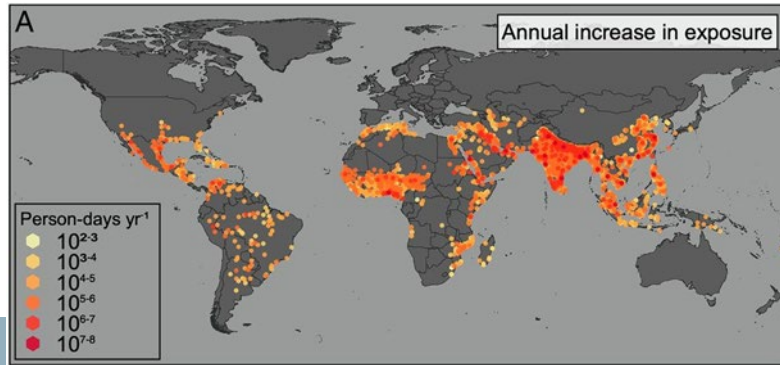 A
Annual increase in exposure
Person-days yr⁻¹
10²⁻³
10³⁻⁴
10⁴⁻⁵
10⁵⁻⁶
10⁶⁻⁷
10⁷⁻⁸